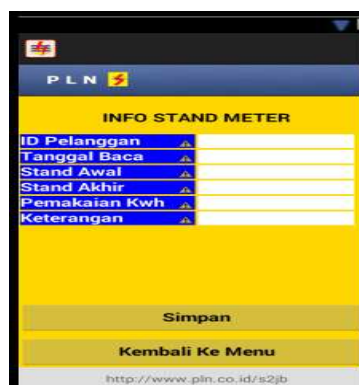 PLN
INFO STAND METER
ID Pelanggan
Tanggal Baca
Stand Awal
Stand Akhir
Pemakaian Kwh
Keterangan
Simpan
Kembali Ke Menu
http://www.pln.co.id/s2jb